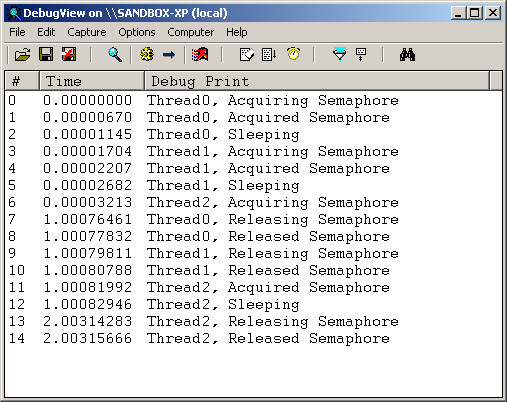 DebugView on \\SANDBOX-XP (local)
File Edit Capture Options Computer Help
# Time Debug Print
0 0.00000000 Thread0, Acquiring Semaphore
1 0.00000670 Thread0, Acquired Semaphore
2 0.00001145 Thread0, Sleeping
3 0.00001704 Thread1, Acquiring Semaphore
4 0.00002207 Thread1, Acquired Semaphore
5 0.00002682 Thread1, Sleeping
6 0.00003213 Thread2, Acquiring Semaphore
7 1.00076461 Thread0, Releasing Semaphore
8 1.00077832 Thread0, Released Semaphore
9 1.00079811 Thread1, Releasing Semaphore
10 1.00080788 Thread1, Released Semaphore
11 1.00081992 Thread2, Acquired Semaphore
12 1.00082946 Thread2, Sleeping
13 2.00314283 Thread2, Releasing Semaphore
14 2.00315666 Thread2, Released Semaphore